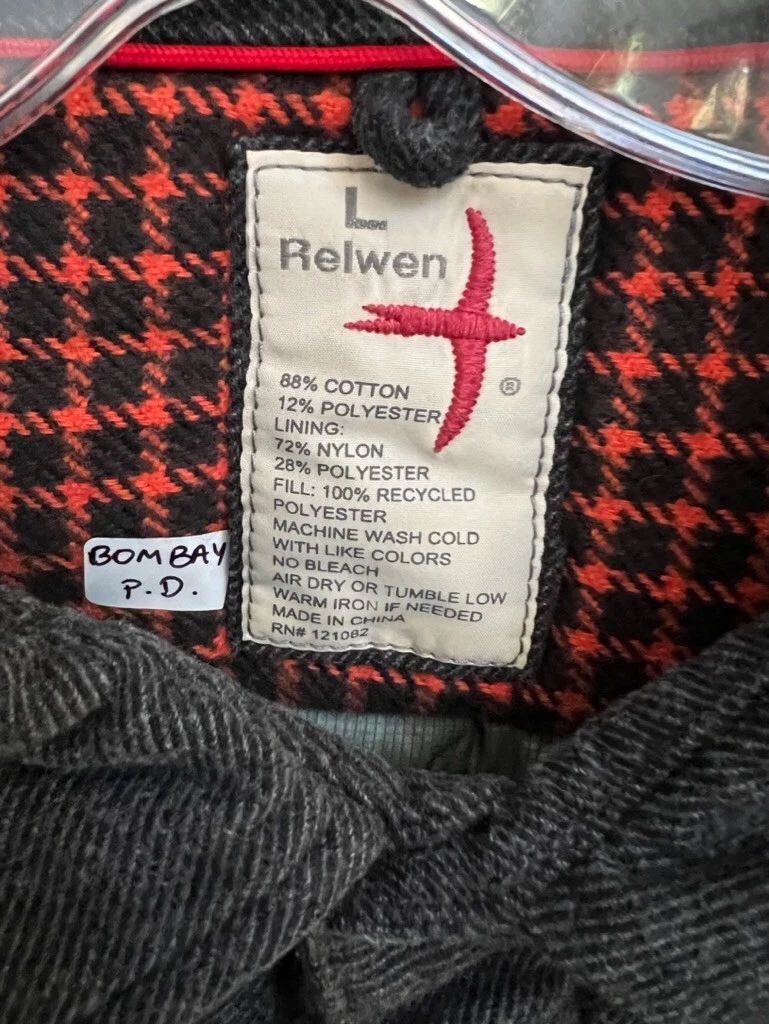 L
Relwen
®
88% COTTON
12% POLYESTER
LINING:
72% NYLON
28% POLYESTER
FILL: 100% RECYCLED
POLYESTER
MACHINE WASH COLD
WITH LIKE COLORS
NO BLEACH
AIR DRY OR TUMBLE LOW
WARM IRON IF NEEDED
MADE IN CHINA
RN# 121082
BOMBAY
P.D.